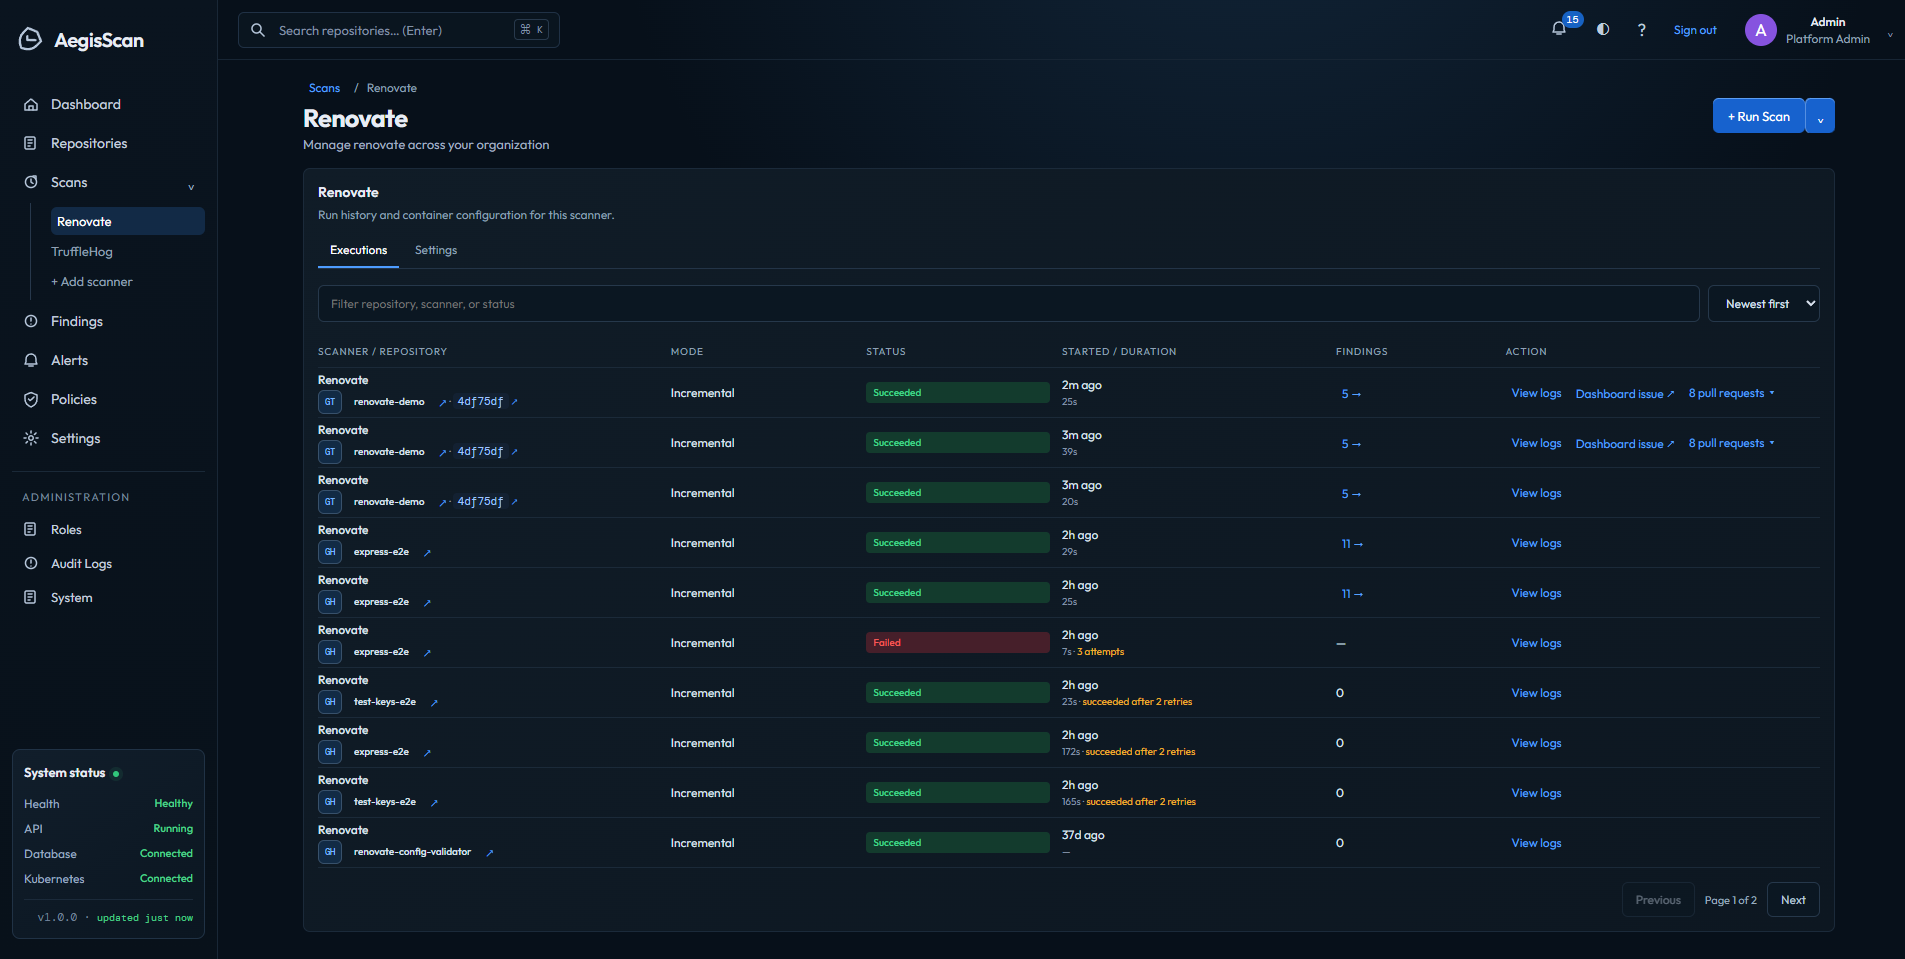 AegisScan
Search repositories... (Enter)
⌘ K
15
?
Sign out
A
Admin
Platform Admin
Dashboard
Repositories
Scans
Renovate
TruffleHog
+ Add scanner
Findings
Alerts
Policies
Settings
ADMINISTRATION
Roles
Audit Logs
System
System status
Health Healthy
API Running
Database Connected
Kubernetes Connected
v1.0.0 · updated just now
Scans / Renovate
Renovate
Manage renovate across your organization
+ Run Scan
Renovate
Run history and container configuration for this scanner.
Executions Settings
Filter repository, scanner, or status
Newest first
SCANNER / REPOSITORY MODE STATUS STARTED / DURATION FINDINGS ACTION
Renovate
GT renovate-demo ↗ · 4df75df ↗
Incremental
Succeeded
2m ago
25s
5 →
View logs Dashboard issue ↗ 8 pull requests ▾
Renovate
GT renovate-demo ↗ · 4df75df ↗
Incremental
Succeeded
3m ago
39s
5 →
View logs Dashboard issue ↗ 8 pull requests ▾
Renovate
GT renovate-demo ↗ · 4df75df ↗
Incremental
Succeeded
3m ago
20s
5 →
View logs
Renovate
GH express-e2e ↗
Incremental
Succeeded
2h ago
29s
11 →
View logs
Renovate
GH express-e2e ↗
Incremental
Succeeded
2h ago
25s
11 →
View logs
Renovate
GH express-e2e ↗
Incremental
Failed
2h ago
7s · 3 attempts
—
View logs
Renovate
GH test-keys-e2e ↗
Incremental
Succeeded
2h ago
23s · succeeded after 2 retries
0
View logs
Renovate
GH express-e2e ↗
Incremental
Succeeded
2h ago
172s · succeeded after 2 retries
0
View logs
Renovate
GH test-keys-e2e ↗
Incremental
Succeeded
2h ago
165s · succeeded after 2 retries
0
View logs
Renovate
GH renovate-config-validator ↗
Incremental
Succeeded
37d ago
—
0
View logs
Previous Page 1 of 2 Next